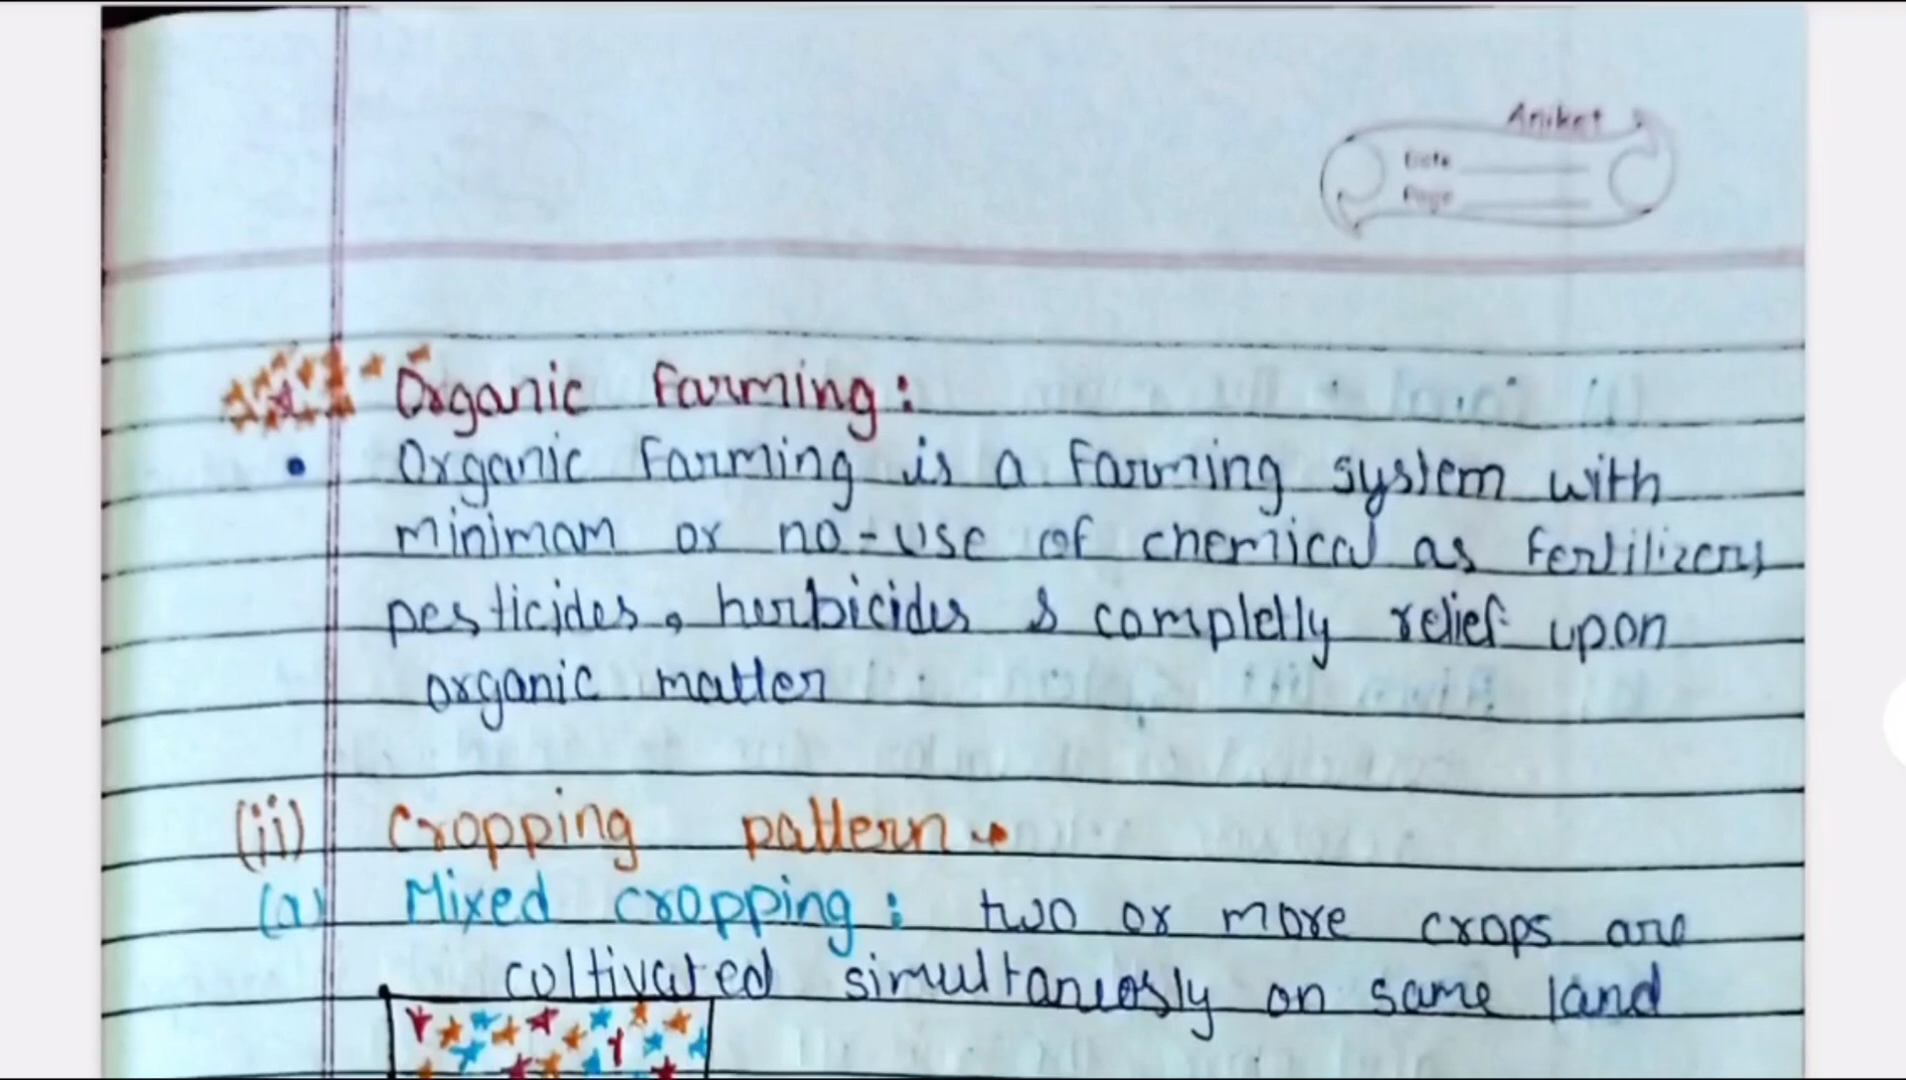 Aniket
Date
Page
Organic Farming:
• Organic Farming is a Farming system with
minimam or no-use of chemical as Fertilizers
pesticides, herbicides & completly relief upon
organic matter
(ii) Cropping pattern →
(a) Mixed cropping: two or more crops are
coltivated simultaneosly on same land